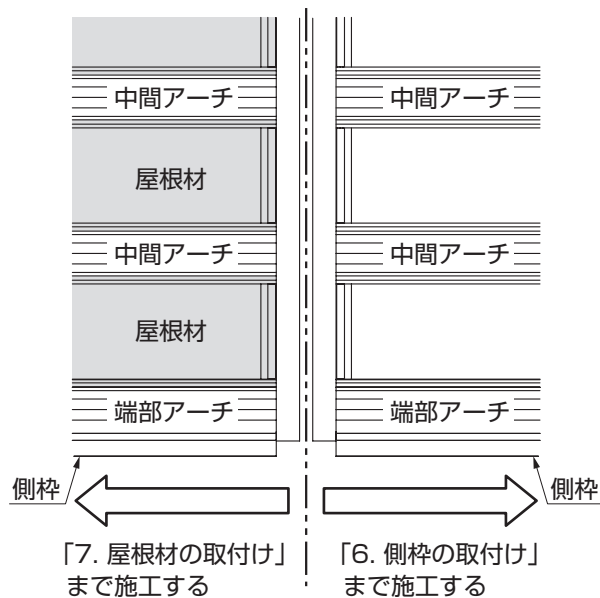 中間アーチ
中間アーチ
屋根材
中間アーチ
中間アーチ
屋根材
端部アーチ
端部アーチ
側枠
側枠
「7. 屋根材の取付け」
まで施工する
「6. 側枠の取付け」
まで施工する